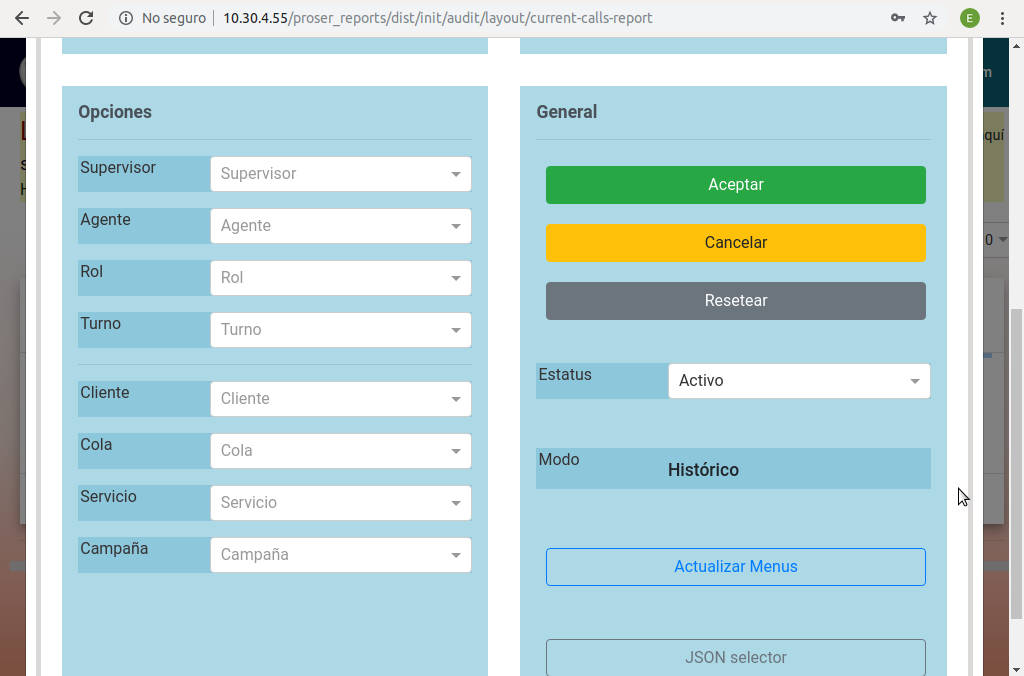 No seguro
10.30.4.55/proser_reports/dist/init/audit/layout/current-calls-report
E
Opciones
Supervisor
Supervisor
Agente
Agente
Rol
Rol
Turno
Turno
Cliente
Cliente
Cola
Cola
Servicio
Servicio
Campaña
Campaña
General
Aceptar
Cancelar
Resetear
Estatus
Activo
Modo
Histórico
Actualizar Menus
JSON selector
0